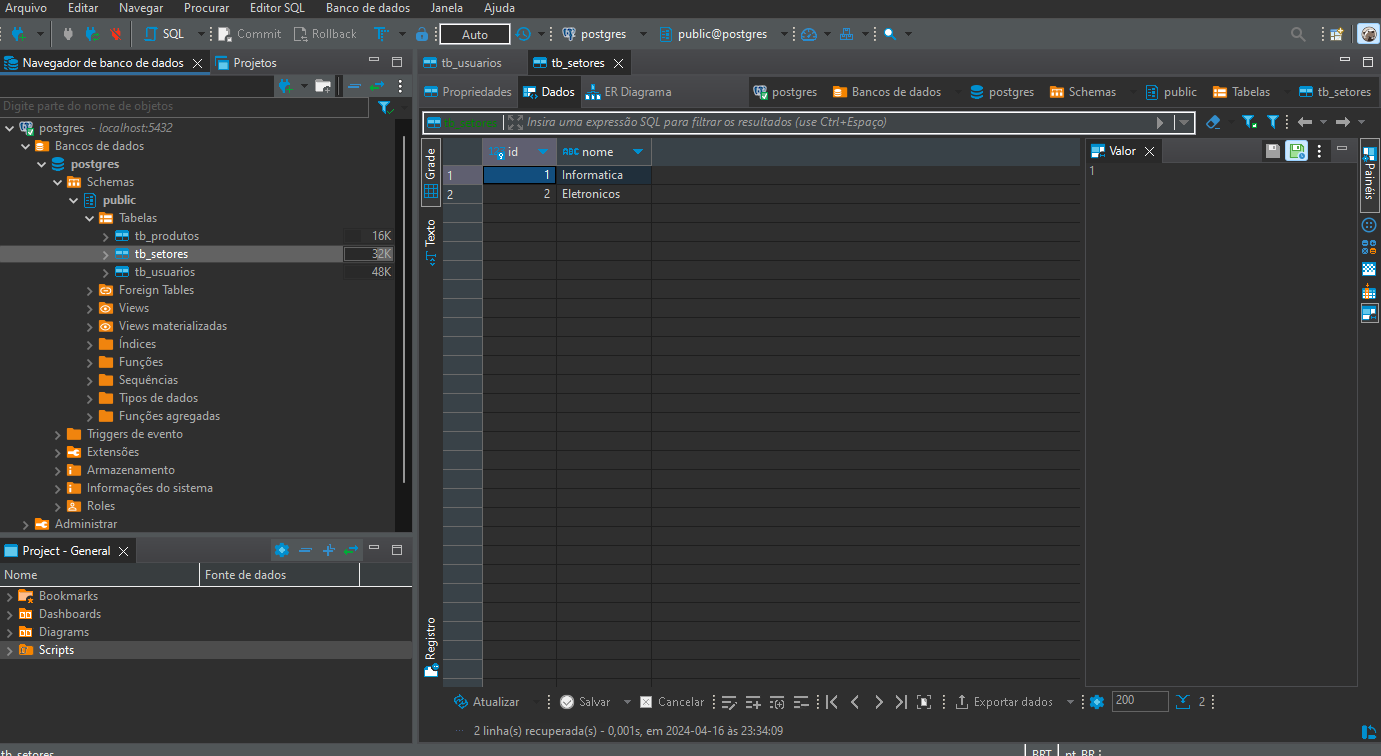 Arquivo Editar Navegar Procurar Editor SQL Banco de dados Janela Ajuda
SQL Commit Rollback Auto postgres public@postgres
Navegador de banco de dados Projetos
tb_usuarios tb_setores
Propriedades Dados ER Diagrama postgres Bancos de dados postgres Schemas public Tabelas tb_setores
Digite parte do nome de objetos
tb_setores Insira uma expressão SQL para filtrar os resultados (use Ctrl+Espaço)
postgres - localhost:5432
Bancos de dados
postgres
Schemas
public
Tabelas
tb_produtos 16K
tb_setores 32K
tb_usuarios 48K
Foreign Tables
Views
Views materializadas
Índices
Funções
Sequências
Tipos de dados
Funções agregadas
Triggers de evento
Extensões
Armazenamento
Informações do sistema
Roles
Administrar
Project - General
Nome Fonte de dados
Bookmarks
Dashboards
Diagrams
Scripts
Grade
Texto
Registro
id ABC nome
1 1 Informatica
2 2 Eletronicos
Valor
1
Painéis
Atualizar Salvar Cancelar Exportar dados 200 2
2 linha(s) recuperada(s) - 0,001s, em 2024-04-16 às 23:34:09
tb_setores BRT pt_BR